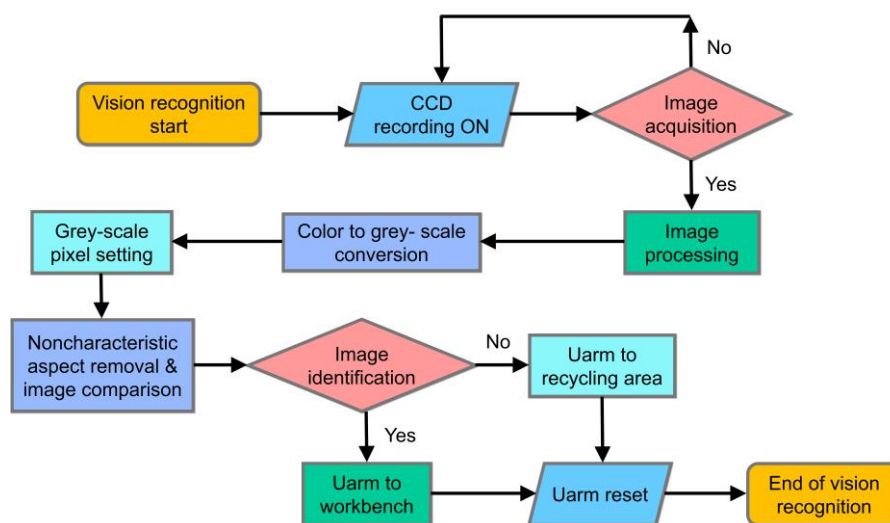 No
Vision recognition
start
CCD
recording ON
Image
acquisition
Yes
Grey-scale
pixel setting
Color to grey- scale
conversion
Image
processing
Noncharacteristic
aspect removal &
image comparison
Image
identification
No
Uarm to
recycling area
Yes
Uarm to
workbench
Uarm reset
End of vision
recognition